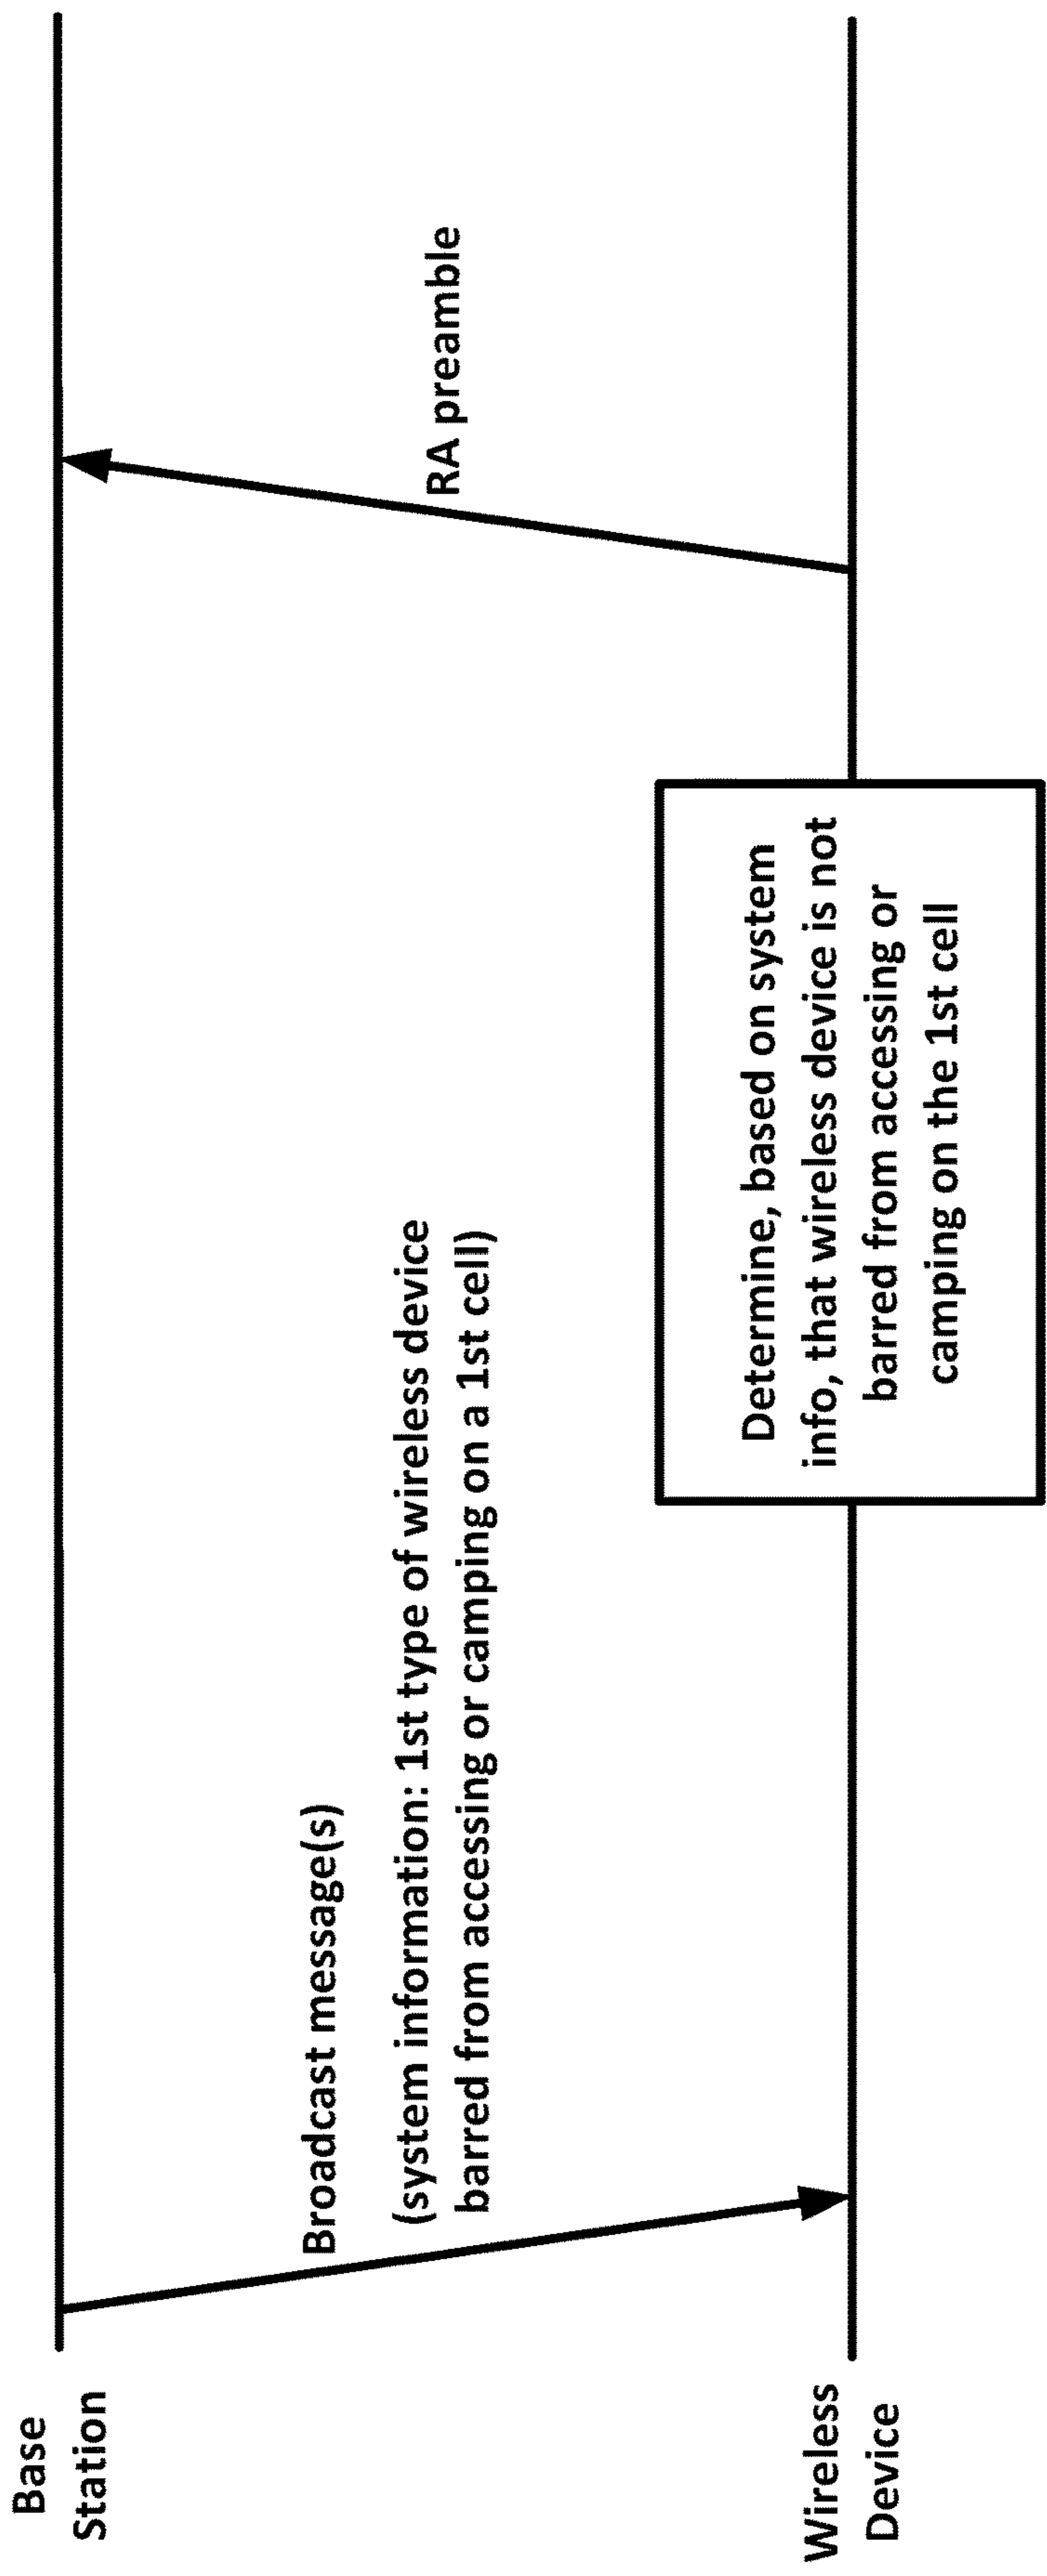 Base
Station
Broadcast message(s)
(system information: 1st type of wireless device
barred from accessing or camping on a 1st cell)
RA preamble
Determine, based on system
info, that wireless device is not
barred from accessing or
camping on the 1st cell
Wireless
Device